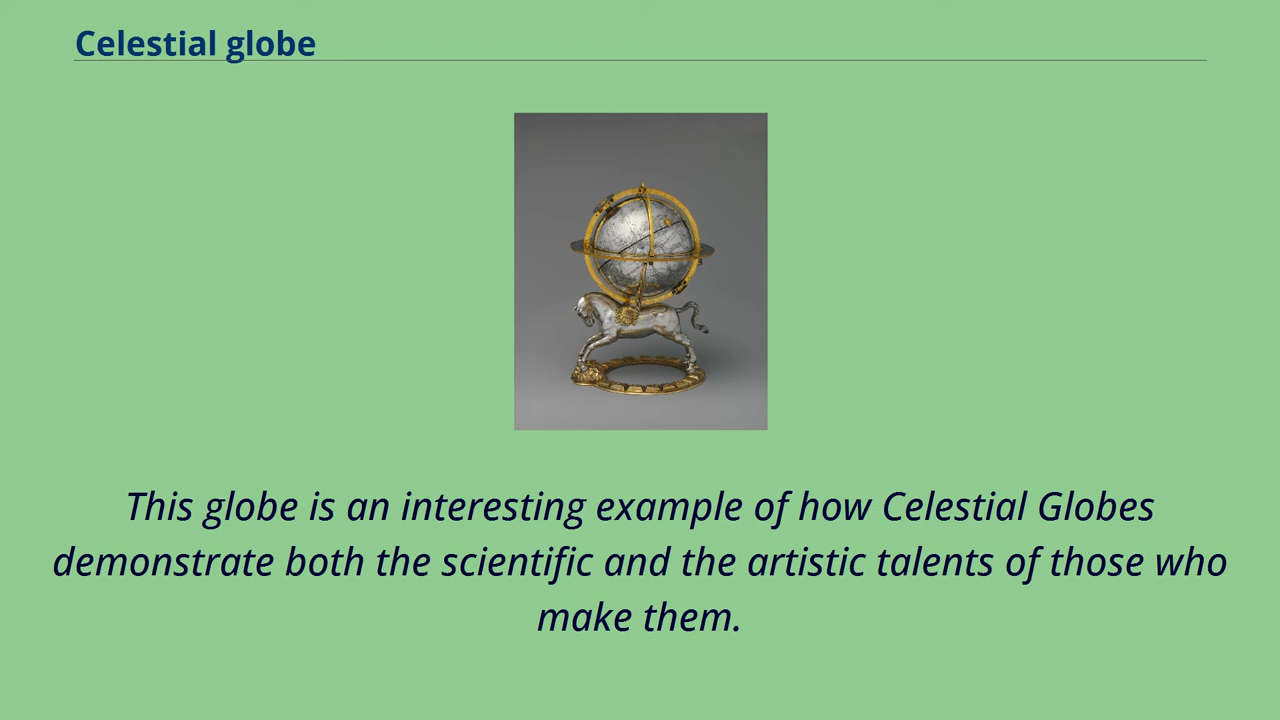 Celestial globe
This globe is an interesting example of how Celestial Globes
demonstrate both the scientific and the artistic talents of those who
make them.